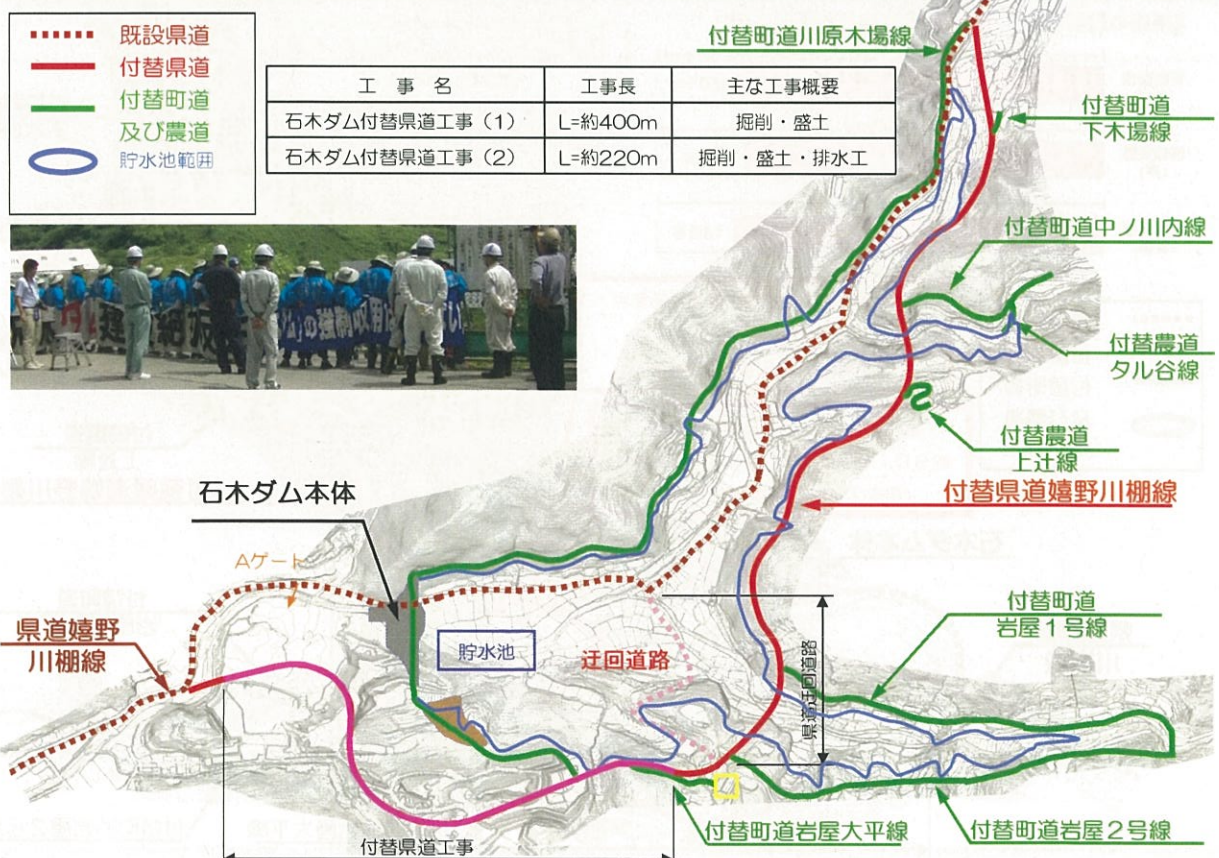 既設県道
付替県道
付替町道
及び農道
貯水池範囲
工事名 工事長 主な工事概要
石木ダム付替県道工事（1） L=約400m 掘削・盛土
石木ダム付替県道工事（2） L=約220m 掘削・盛土・排水工
付替町道川原木場線
付替町道
下木場線
付替町道中ノ川内線
付替農道
タル谷線
付替農道
上辻線
付替県道嬉野川棚線
石木ダム本体
Aゲート
県道嬉野
川棚線
貯水池
迂回道路
県道迂回道路
付替町道
岩屋1号線
付替町道岩屋大平線
付替町道岩屋2号線
付替県道工事
の強制収用